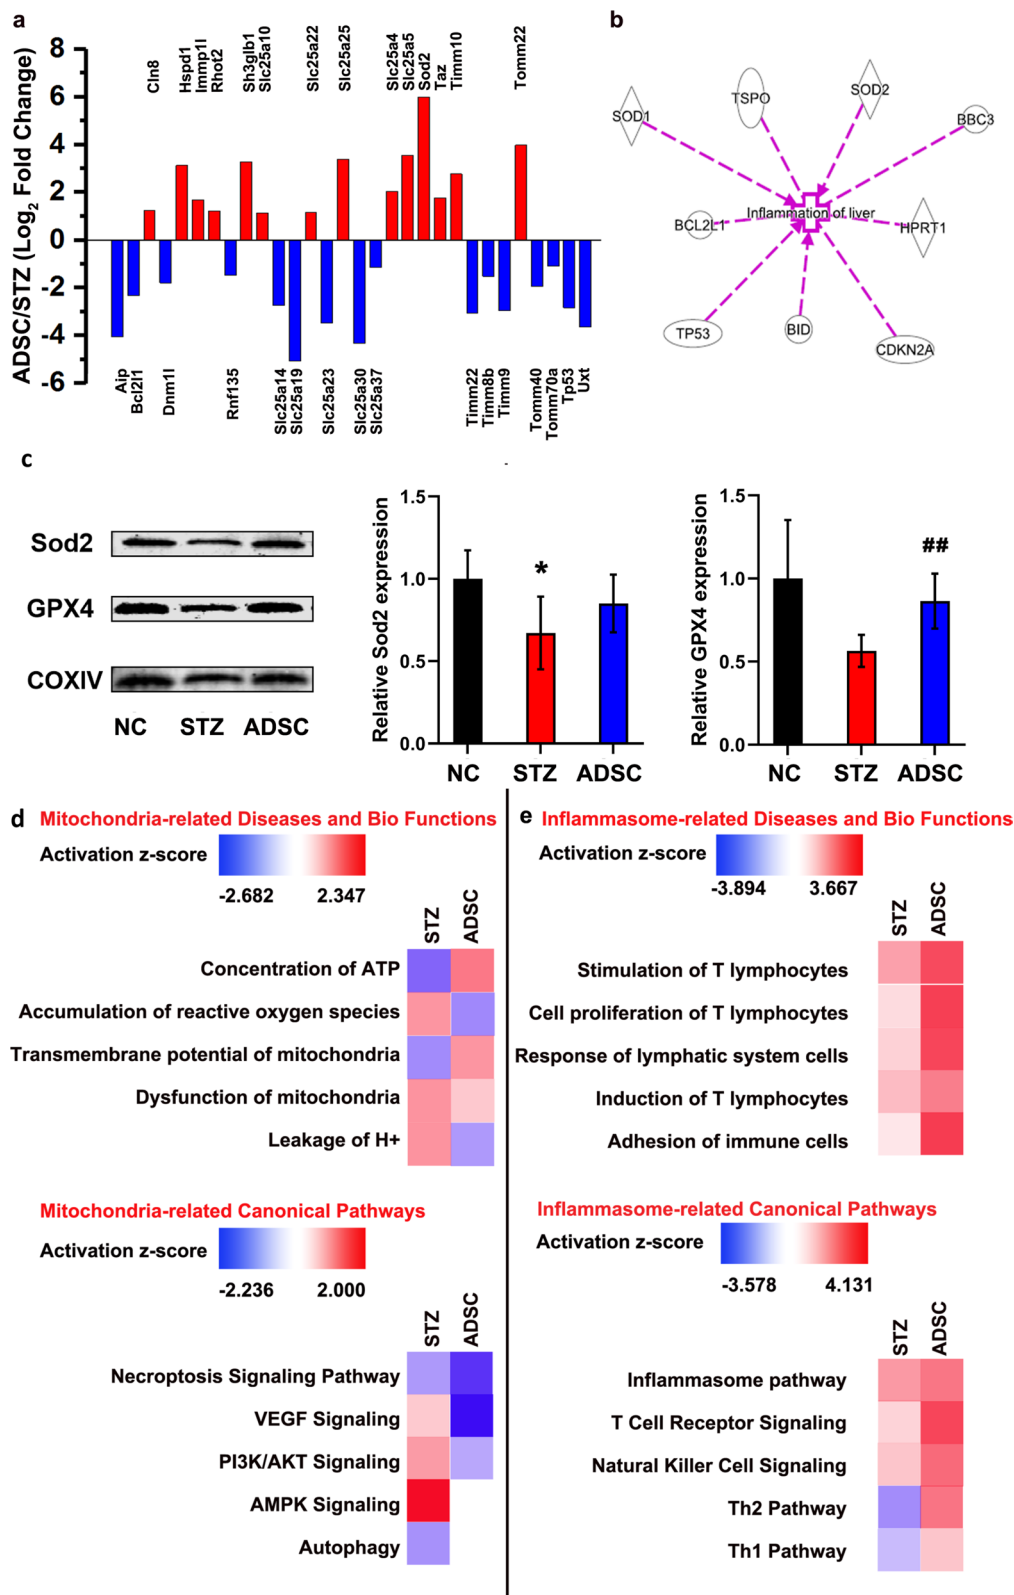 a
ADSC/STZ (Log2 Fold Change)
8
6
4
2
0
-2
-4
-6
Cln8
Hspd1
Immp1l
Rhot2
Sh3glb1
Slc25a10
Slc25a22
Slc25a25
Slc25a4
Slc25a5
Sod2
Taz
Timm10
Tomm22
Aip
Bcl2l1
Dnm1l
Rnf135
Slc25a14
Slc25a19
Slc25a23
Slc25a30
Slc25a37
Timm22
Timm8b
Timm9
Tomm40
Tomm70a
Tp53
Uxt
b
SOD1
TSPO
SOD2
BBC3
Inflammation of liver
BCL2L1
HPRT1
TP53
BID
CDKN2A
c
Sod2
GPX4
COXIV
NC STZ ADSC
Relative Sod2 expression
1.5
1.0
0.5
0.0
*
NC STZ ADSC
Relative GPX4 expression
1.5
1.0
0.5
0.0
##
NC STZ ADSC
d Mitochondria-related Diseases and Bio Functions
Activation z-score
-2.682 2.347
STZ ADSC
Concentration of ATP
Accumulation of reactive oxygen species
Transmembrane potential of mitochondria
Dysfunction of mitochondria
Leakage of H+
Mitochondria-related Canonical Pathways
Activation z-score
-2.236 2.000
STZ ADSC
Necroptosis Signaling Pathway
VEGF Signaling
PI3K/AKT Signaling
AMPK Signaling
Autophagy
e Inflammasome-related Diseases and Bio Functions
Activation z-score
-3.894 3.667
STZ ADSC
Stimulation of T lymphocytes
Cell proliferation of T lymphocytes
Response of lymphatic system cells
Induction of T lymphocytes
Adhesion of immune cells
Inflammasome-related Canonical Pathways
Activation z-score
-3.578 4.131
STZ ADSC
Inflammasome pathway
T Cell Receptor Signaling
Natural Killer Cell Signaling
Th2 Pathway
Th1 Pathway